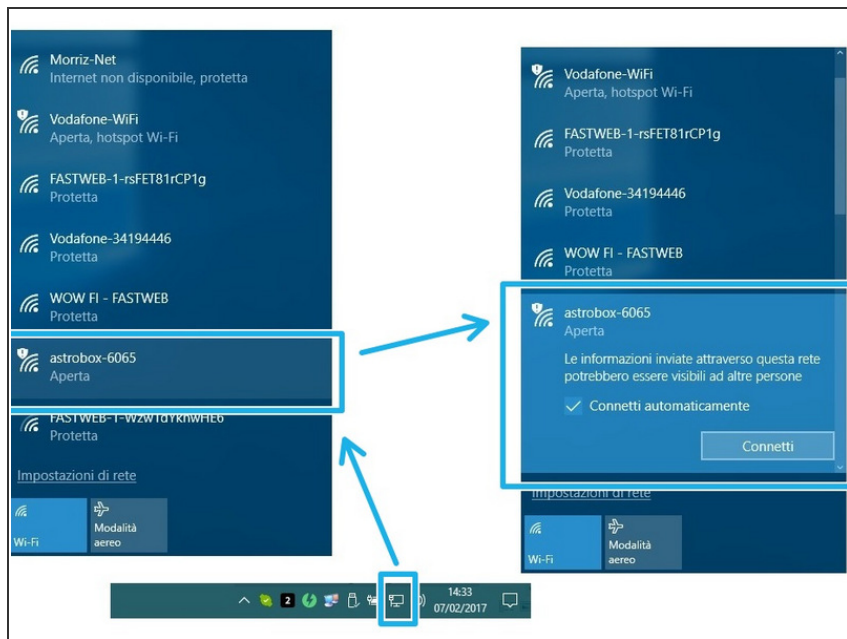 Morriz-Net
Internet non disponibile, protetta
Vodafone-WiFi
Aperta, hotspot Wi-Fi
FASTWEB-1-rsFET81rCP1g
Protetta
Vodafone-34194446
Protetta
WOW FI - FASTWEB
Protetta
astrobox-6065
Aperta
Protetta
Impostazioni di rete
Wi-Fi
Modalità
aereo
Vodafone-WiFi
Aperta, hotspot Wi-Fi
FASTWEB-1-rsFET81rCP1g
Protetta
Vodafone-34194446
Protetta
WOW FI - FASTWEB
Protetta
astrobox-6065
Aperta
Le informazioni inviate attraverso questa rete
potrebbero essere visibili ad altre persone
Connetti automaticamente
Connetti
Impostazioni di rete
Wi-Fi
Modalità
aereo
2
14:33
07/02/2017